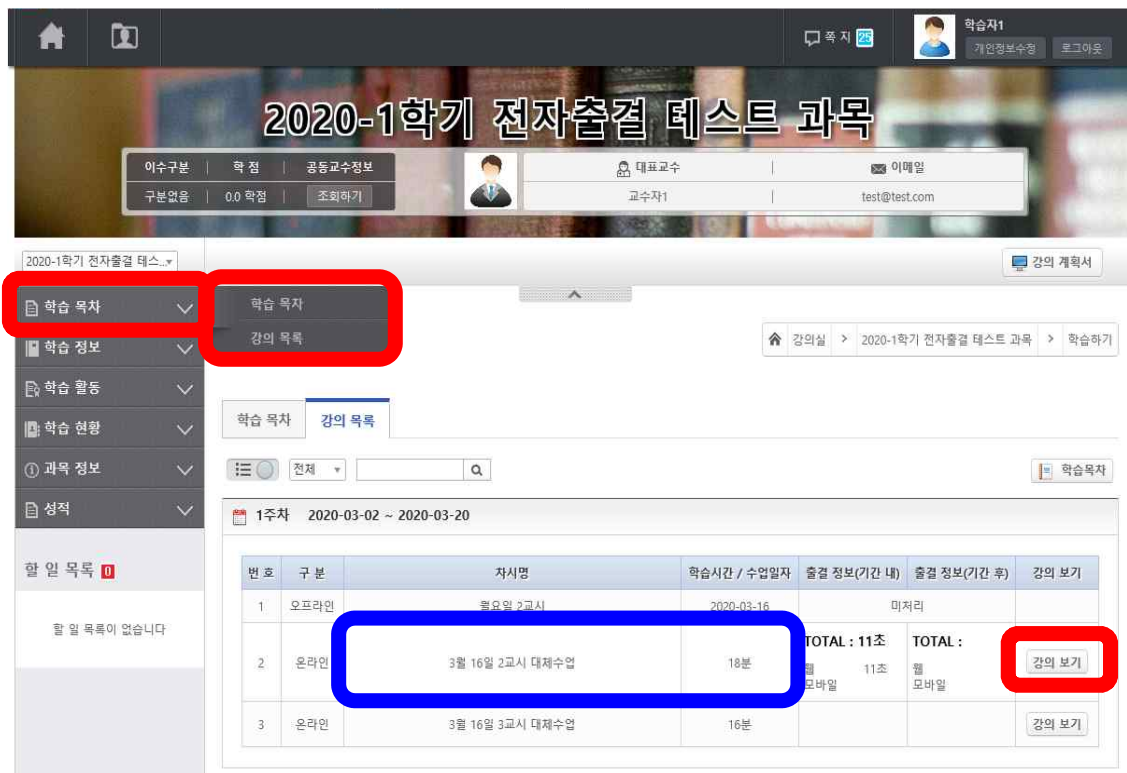 쪽 지 25
학습자1
개인정보수정 로그아웃
2020-1학기 전자출결 테스트 과목
이수구분 | 학 점 | 공동교수정보
대표교수 | 이메일
구분없음 | 0.0 학점 | 조회하기
교수자1 | test@test.com
2020-1학기 전자출결 테스...
강의 계획서
학습 목차
학습 목차
강의 목록
학습 정보
강의실 > 2020-1학기 전자출결 테스트 과목 > 학습하기
학습 활동
학습 목차 강의 목록
학습 현황
과목 정보
전체
학습목차
성적
1주차 2020-03-02 ~ 2020-03-20
할 일 목록 0
할 일 목록이 없습니다
번 호 구 분 차시명 학습시간 / 수업일자 출결 정보(기간 내) 출결 정보(기간 후) 강의 보기
1 오프라인 월요일 2교시 2020-03-16 미처리
2 온라인 3월 16일 2교시 대체수업 18분
TOTAL : 11초 TOTAL :
웹 11초 웹
모바일 모바일
강의 보기
3 온라인 3월 16일 3교시 대체수업 16분 강의 보기